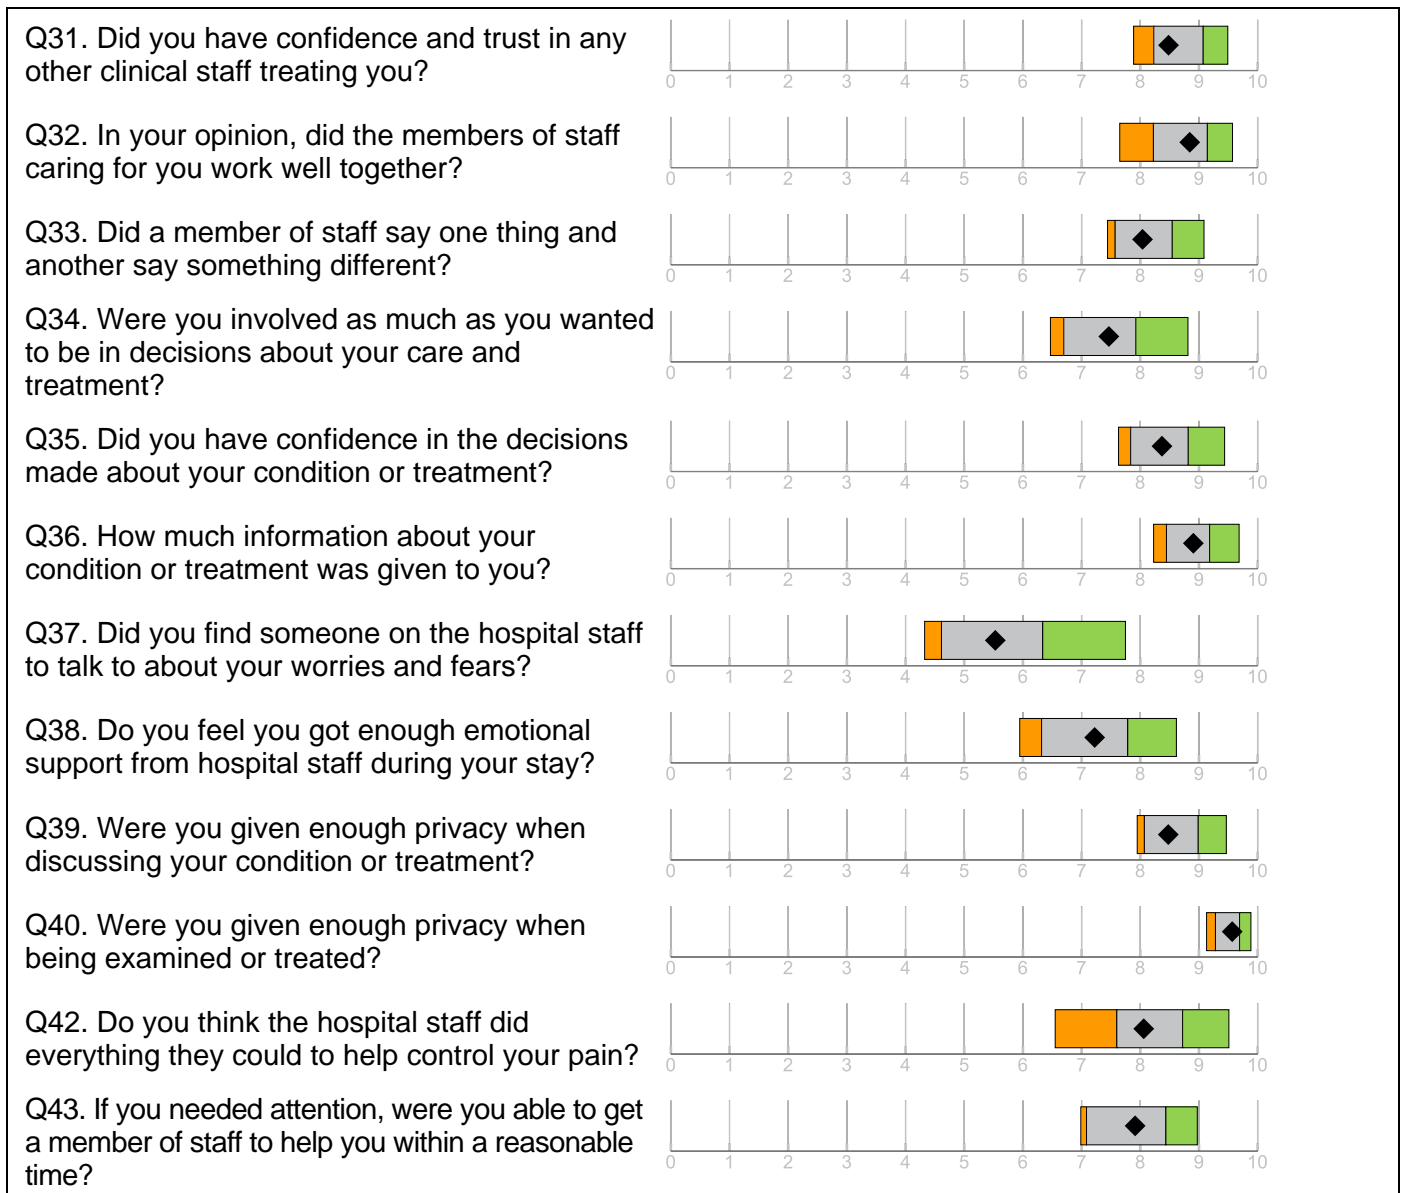 Q31. Did you have confidence and trust in any
other clinical staff treating you?
0 1 2 3 4 5 6 7 8 9 10
Q32. In your opinion, did the members of staff
caring for you work well together?
0 1 2 3 4 5 6 7 8 9 10
Q33. Did a member of staff say one thing and
another say something different?
0 1 2 3 4 5 6 7 8 9 10
Q34. Were you involved as much as you wanted
to be in decisions about your care and
treatment?
0 1 2 3 4 5 6 7 8 9 10
Q35. Did you have confidence in the decisions
made about your condition or treatment?
0 1 2 3 4 5 6 7 8 9 10
Q36. How much information about your
condition or treatment was given to you?
0 1 2 3 4 5 6 7 8 9 10
Q37. Did you find someone on the hospital staff
to talk to about your worries and fears?
0 1 2 3 4 5 6 7 8 9 10
Q38. Do you feel you got enough emotional
support from hospital staff during your stay?
0 1 2 3 4 5 6 7 8 9 10
Q39. Were you given enough privacy when
discussing your condition or treatment?
0 1 2 3 4 5 6 7 8 9 10
Q40. Were you given enough privacy when
being examined or treated?
0 1 2 3 4 5 6 7 8 9 10
Q42. Do you think the hospital staff did
everything they could to help control your pain?
0 1 2 3 4 5 6 7 8 9 10
Q43. If you needed attention, were you able to get
a member of staff to help you within a reasonable
time?
0 1 2 3 4 5 6 7 8 9 10